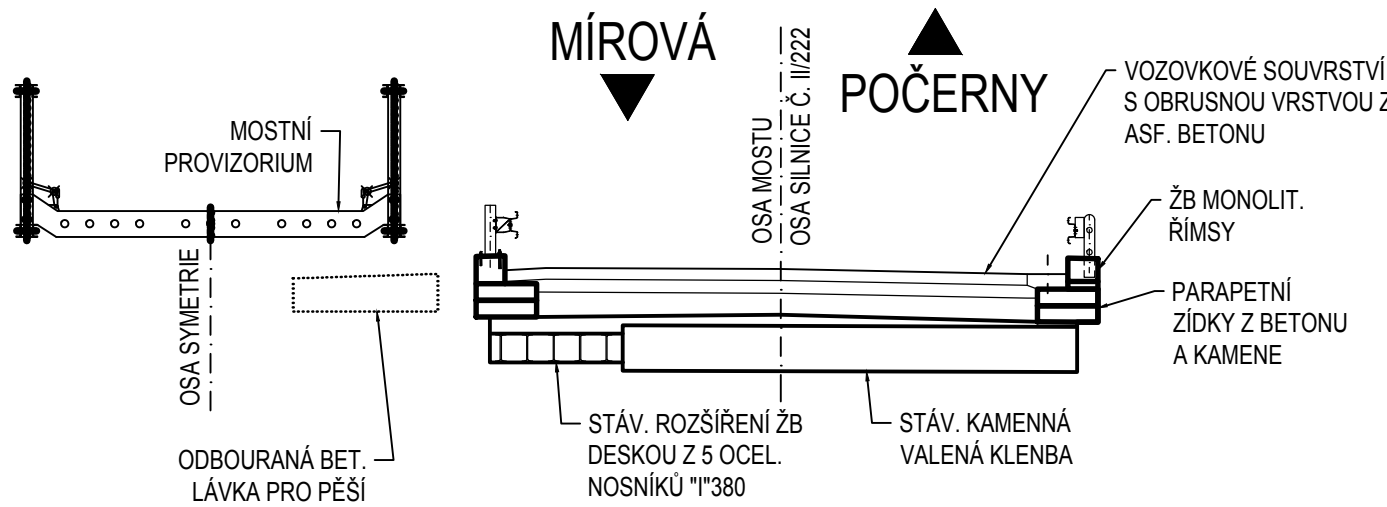 MÍROVÁ
POČERNY
OSA MOSTU
OSA SILNICE Č. II/222
VOZOVKOVÉ SOUVRSTVÍ
S OBRUSNOU VRSTVOU Z
ASF. BETONU
MOSTNÍ
PROVIZORIUM
ŽB MONOLIT.
ŘÍMSY
OSA SYMETRIE
PARAPETNÍ
ZÍDKY Z BETONU
A KAMENE
ODBOURANÁ BET.
LÁVKA PRO PĚŠÍ
STÁV. ROZŠÍŘENÍ ŽB
DESKOU Z 5 OCEL.
NOSNÍKŮ "I"380
STÁV. KAMENNÁ
VALENÁ KLENBA